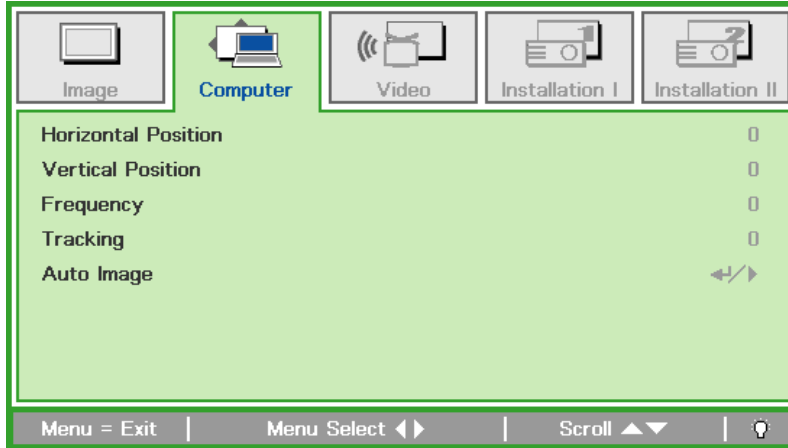 Image Computer Video Installation I Installation II
Horizontal Position 0
Vertical Position 0
Frequency 0
Tracking 0
Auto Image
Menu = Exit Menu Select Scroll